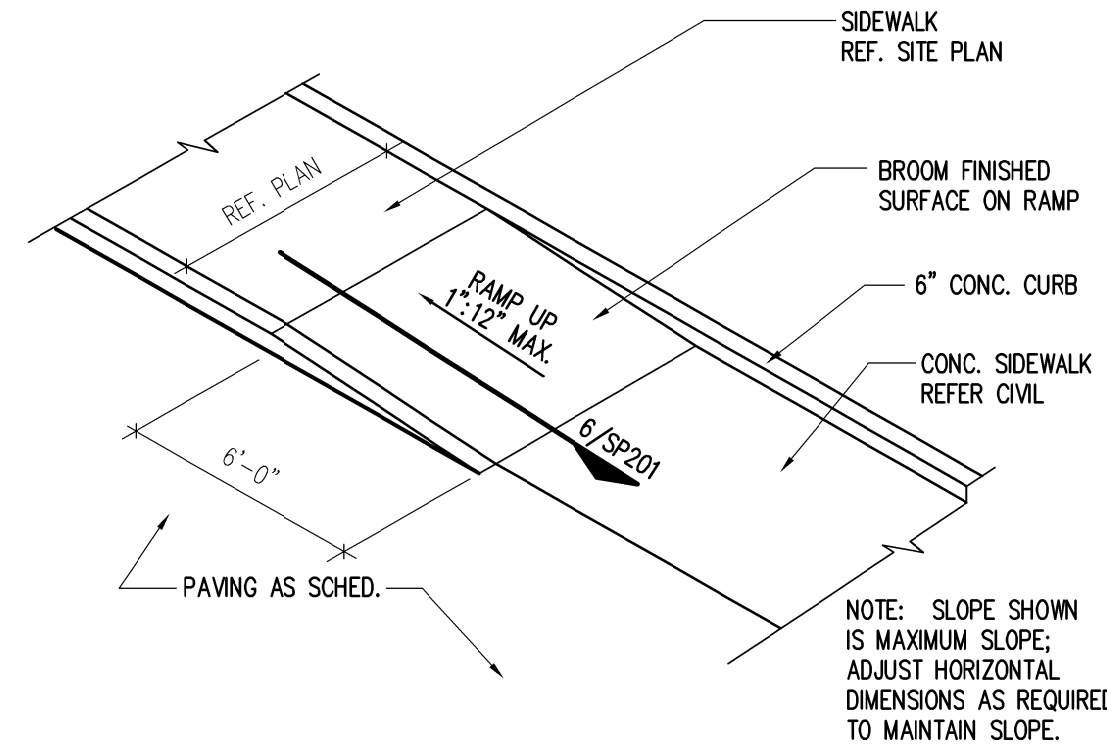 SIDEWALK
REF. SITE PLAN
REF. PLAN
BROOM FINISHED
SURFACE ON RAMP
RAMP UP
1":12" MAX.
6" CONC. CURB
CONC. SIDEWALK
REFER CIVIL
6/SP201
6'-0"
PAVING AS SCHED.
NOTE: SLOPE SHOWN
IS MAXIMUM SLOPE;
ADJUST HORIZONTAL
DIMENSIONS AS REQUIRED
TO MAINTAIN SLOPE.